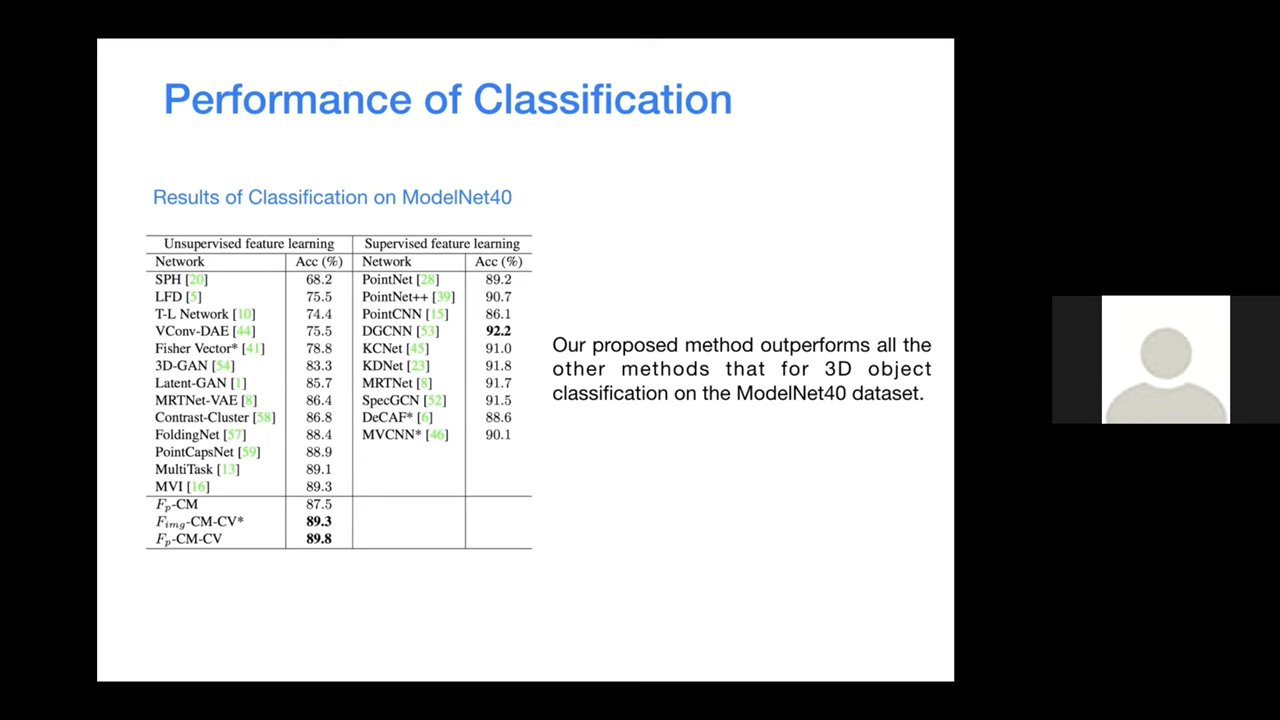 Performance of Classification
Results of Classification on ModelNet40
Unsupervised feature learning Supervised feature learning
Network Acc (%) Network Acc (%)
SPH [20] 68.2 PointNet [28] 89.2
LFD [5] 75.5 PointNet++ [39] 90.7
T-L Network [10] 74.4 PointCNN [15] 86.1
VConv-DAE [44] 75.5 DGCNN [53] 92.2
Fisher Vector* [41] 78.8 KCNet [45] 91.0
3D-GAN [54] 83.3 KDNet [23] 91.8
Latent-GAN [1] 85.7 MRTNet [8] 91.7
MRTNet-VAE [8] 86.4 SpecGCN [52] 91.5
Contrast-Cluster [58] 86.8 DeCAF* [6] 88.6
FoldingNet [57] 88.4 MVCNN* [46] 90.1
PointCapsNet [59] 88.9
MultiTask [13] 89.1
MVI [16] 89.3
Fp-CM 87.5
Fimg-CM-CV* 89.3
Fp-CM-CV 89.8
Our proposed method outperforms all the
other methods that for 3D object
classification on the ModelNet40 dataset.